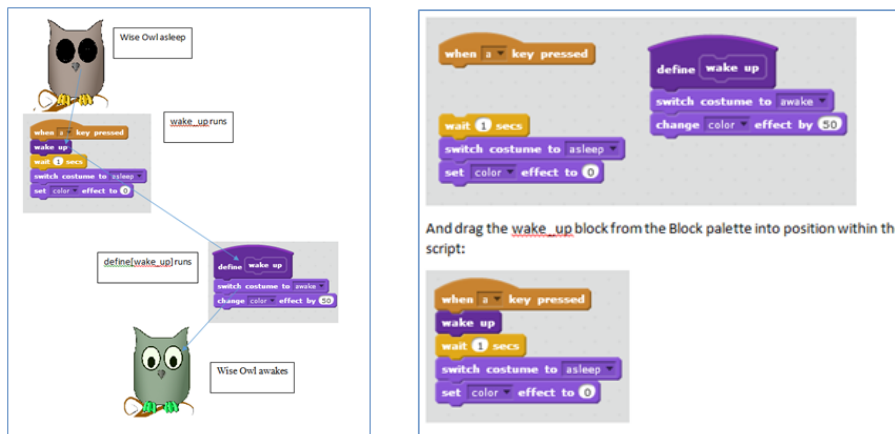 Wise Owl asleep
wake_up runs
when a key pressed
wake up
wait 1 secs
switch costume to asleep
set color effect to 0
define[wake_up] runs
define wake up
switch costume to awake
change color effect by 50
Wise Owl awakes
when a key pressed
wait 1 secs
switch costume to asleep
set color effect to 0
define wake up
switch costume to awake
change color effect by 50
And drag the wake_up block from the Block palette into position within th
script:
when a key pressed
wake up
wait 1 secs
switch costume to asleep
set color effect to 0